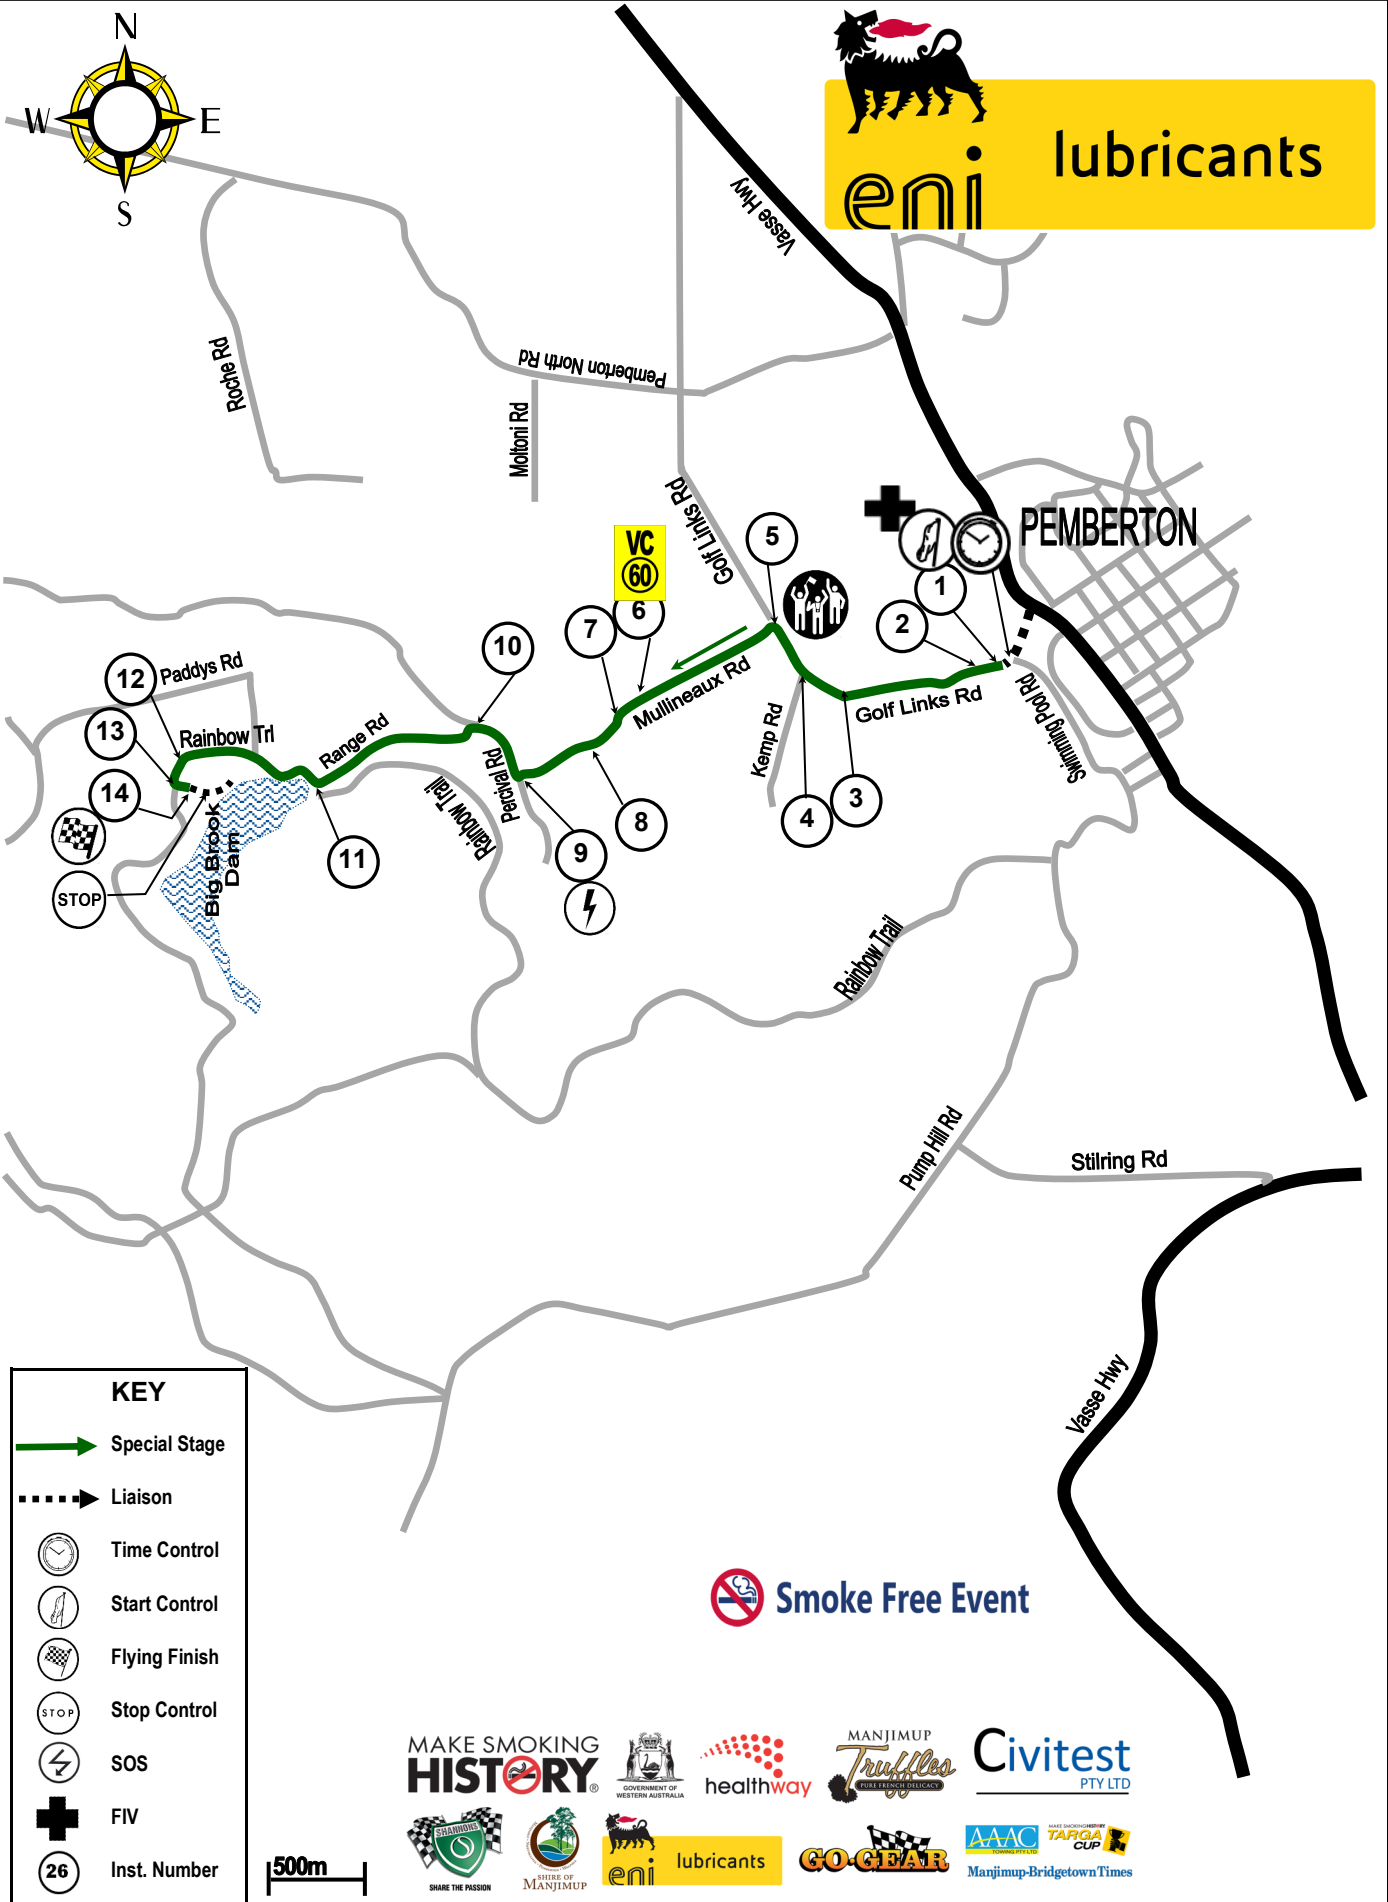 N
W
E
S
eni
lubricants
Vasse Hwy
Roche Rd
Pemberton North Rd
Moltoni Rd
Golf Links Rd
PEMBERTON
VC
60
5
1
2
6
7
10
12
Paddys Rd
13
Rainbow Trl
Range Rd
Mullineaux Rd
Golf Links Rd
Swimming Pool Rd
Kemp Rd
Percival Rd
Rainbow Trail
14
3
4
8
9
11
STOP
Big Brook
Dam
Rainbow Trail
Pump Hill Rd
Stilring Rd
Vasse Hwy
KEY
Special Stage
Liaison
Time Control
Start Control
Flying Finish
STOP
Stop Control
SOS
FIV
26
Inst. Number
500m
Smoke Free Event
MAKE SMOKING
HISTORY®
GOVERNMENT OF
WESTERN AUSTRALIA
healthway
MANJIMUP
Truffles
PURE FRENCH DELICACY
Civitest
PTY LTD
SHANNONS
SHARE THE PASSION
SHIRE OF
MANJIMUP
eni
lubricants
GO GEAR
AAAC
TOWING PTY LTD
MAKE SMOKING HISTORY
TARGA
CUP
Manjimup-Bridgetown Times